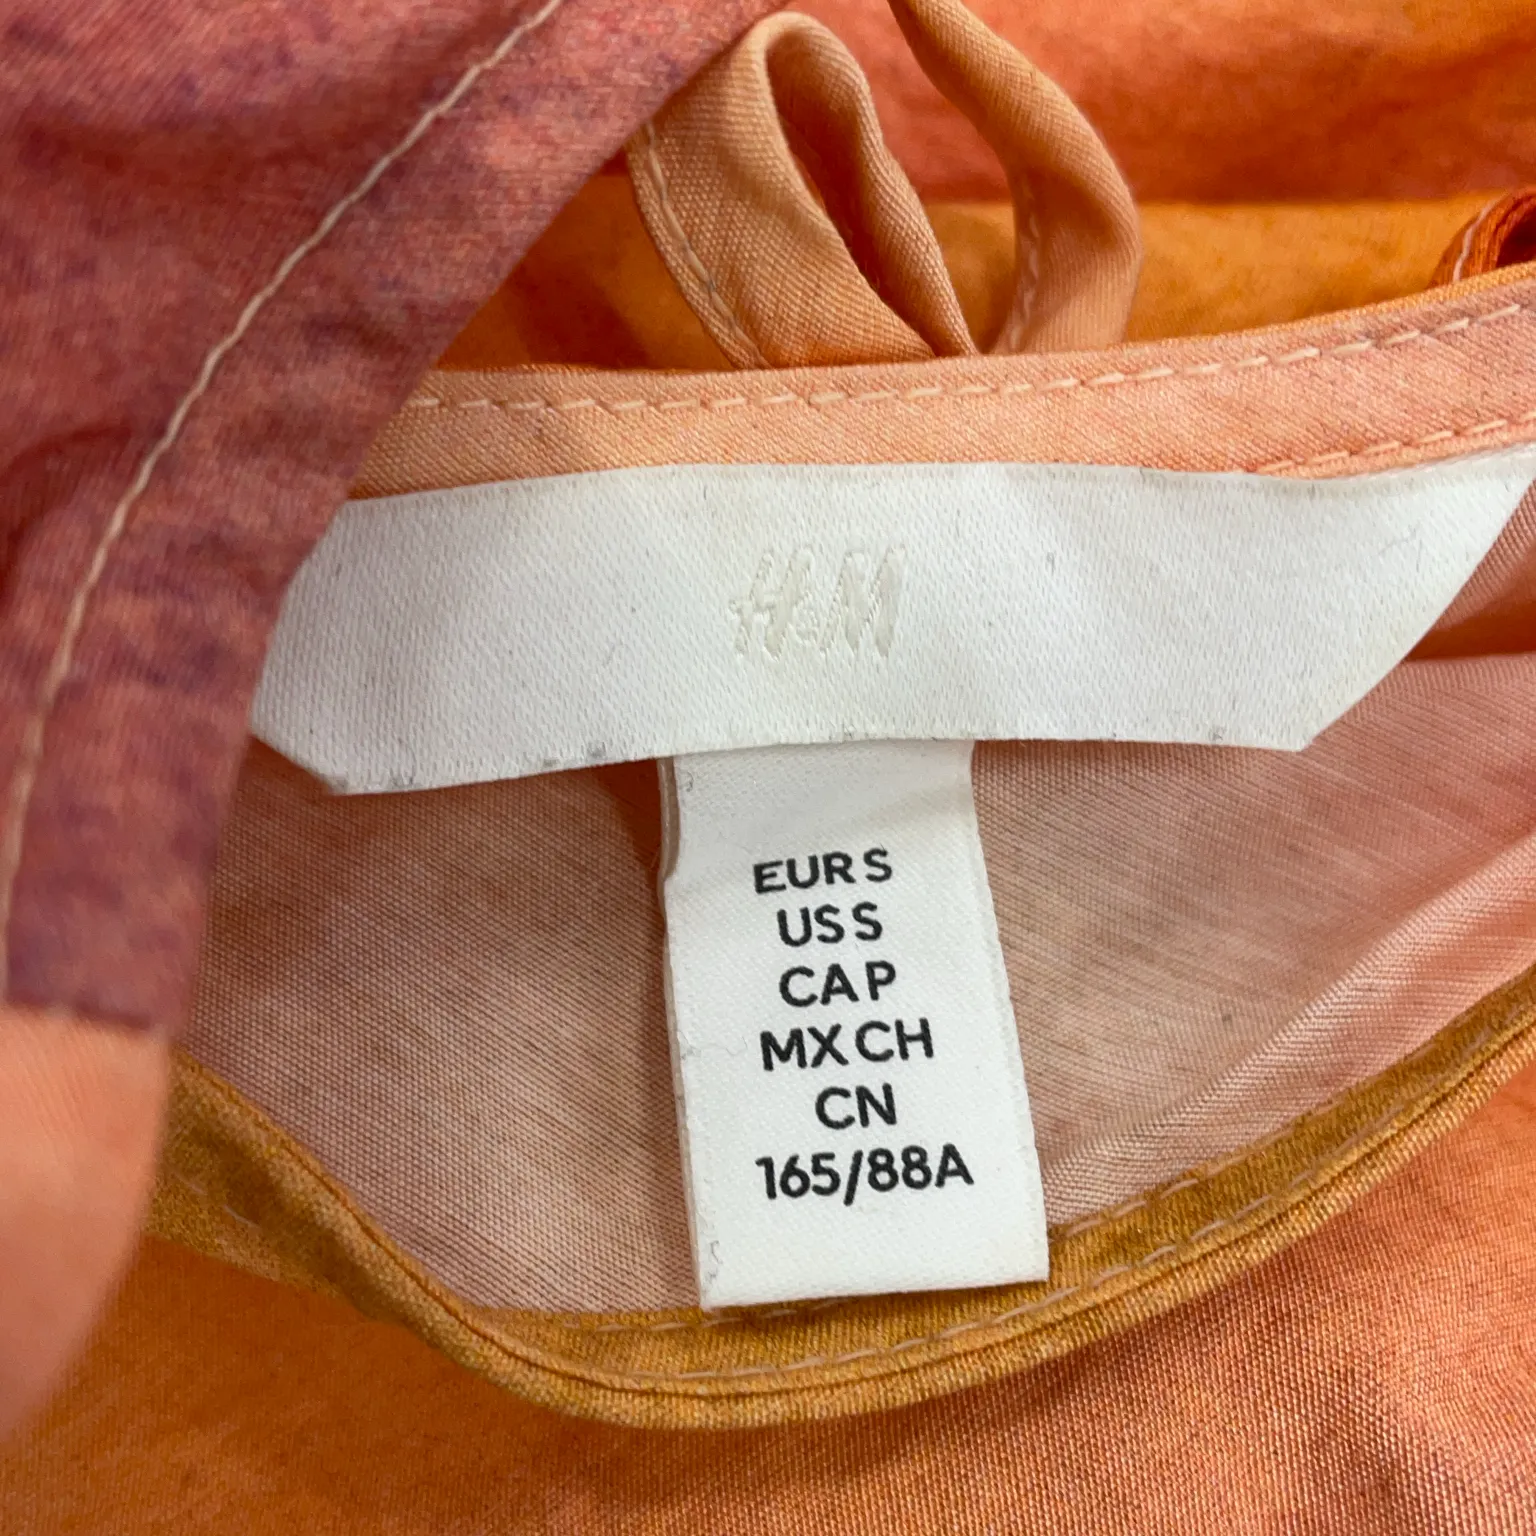 H&M
EUR S
US S
CA P
MX CH
CN
165/88A